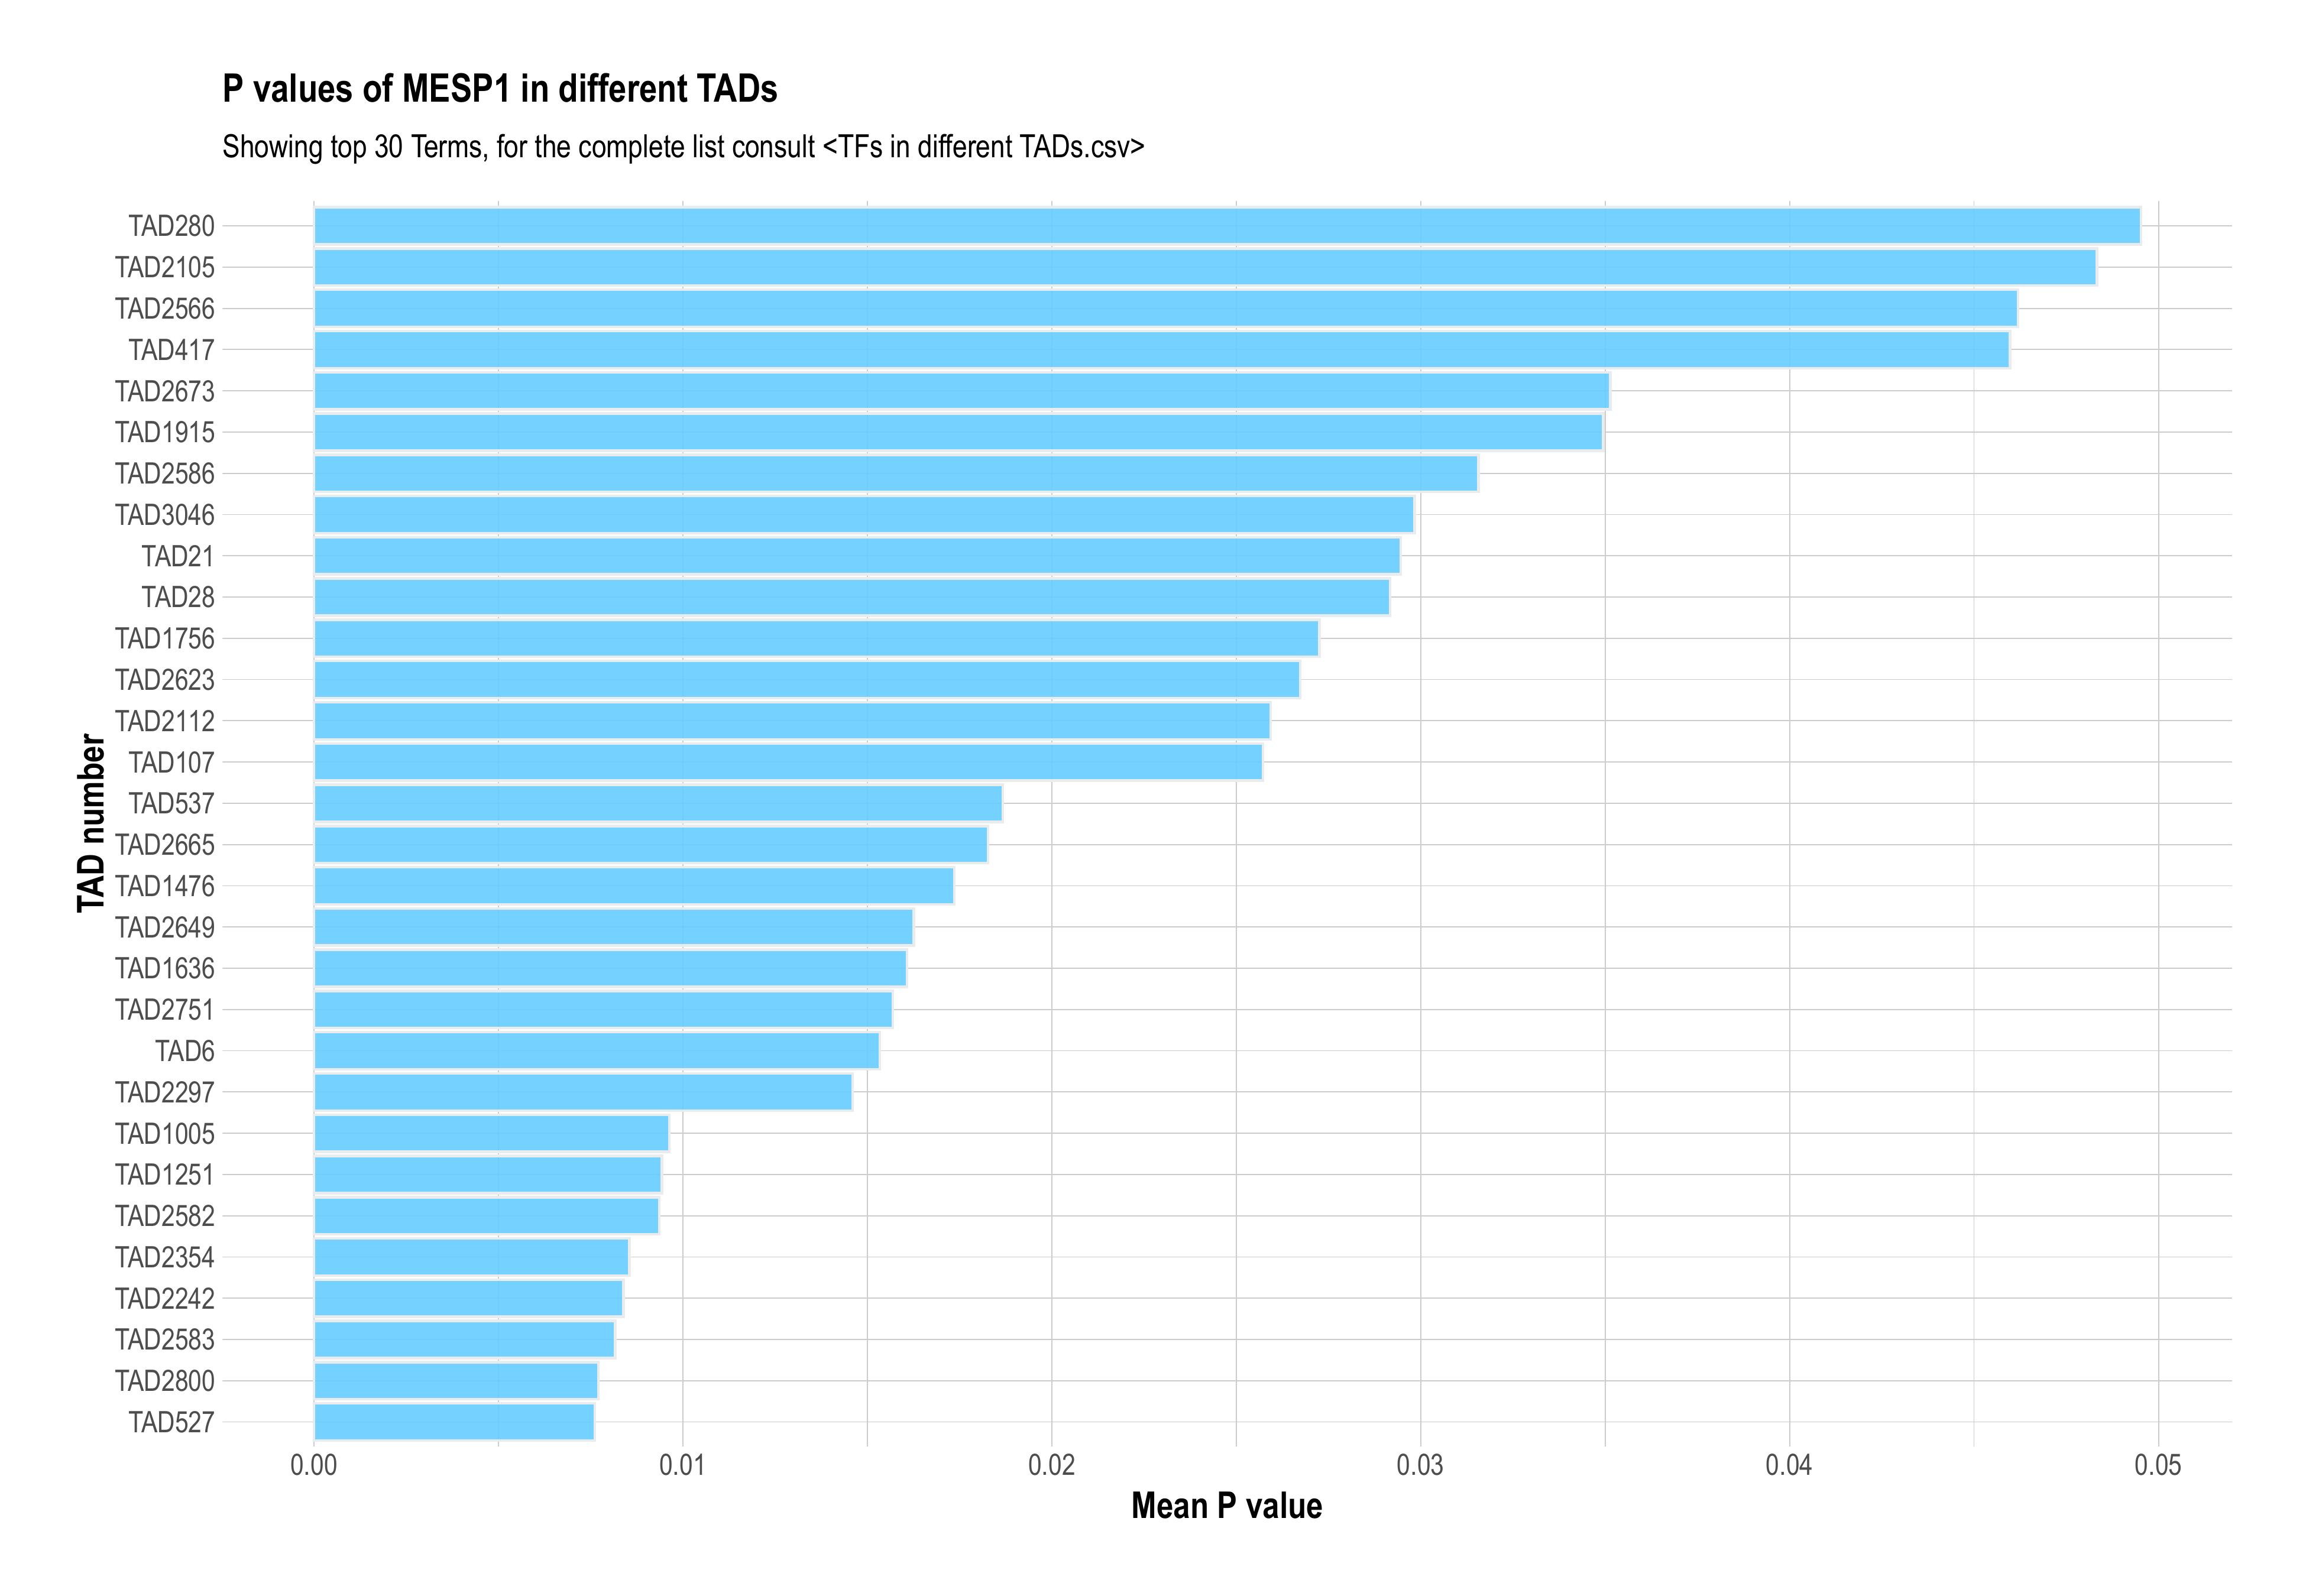 P values of MESP1 in different TADs
Showing top 30 Terms, for the complete list consult <TFs in different TADs.csv>
TAD280
TAD2105
TAD2566
TAD417
TAD2673
TAD1915
TAD2586
TAD3046
TAD21
TAD28
TAD1756
TAD2623
TAD2112
TAD107
TAD537
TAD2665
TAD1476
TAD2649
TAD1636
TAD2751
TAD6
TAD2297
TAD1005
TAD1251
TAD2582
TAD2354
TAD2242
TAD2583
TAD2800
TAD527
TAD number
0.00 0.01 0.02 0.03 0.04 0.05
Mean P value